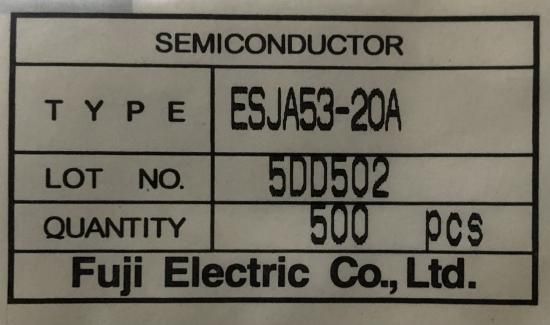 SEMICONDUCTOR
TYPE ESJA53-20A
LOT NO. 5DD502
QUANTITY 500 pcs
Fuji Electric Co., Ltd.